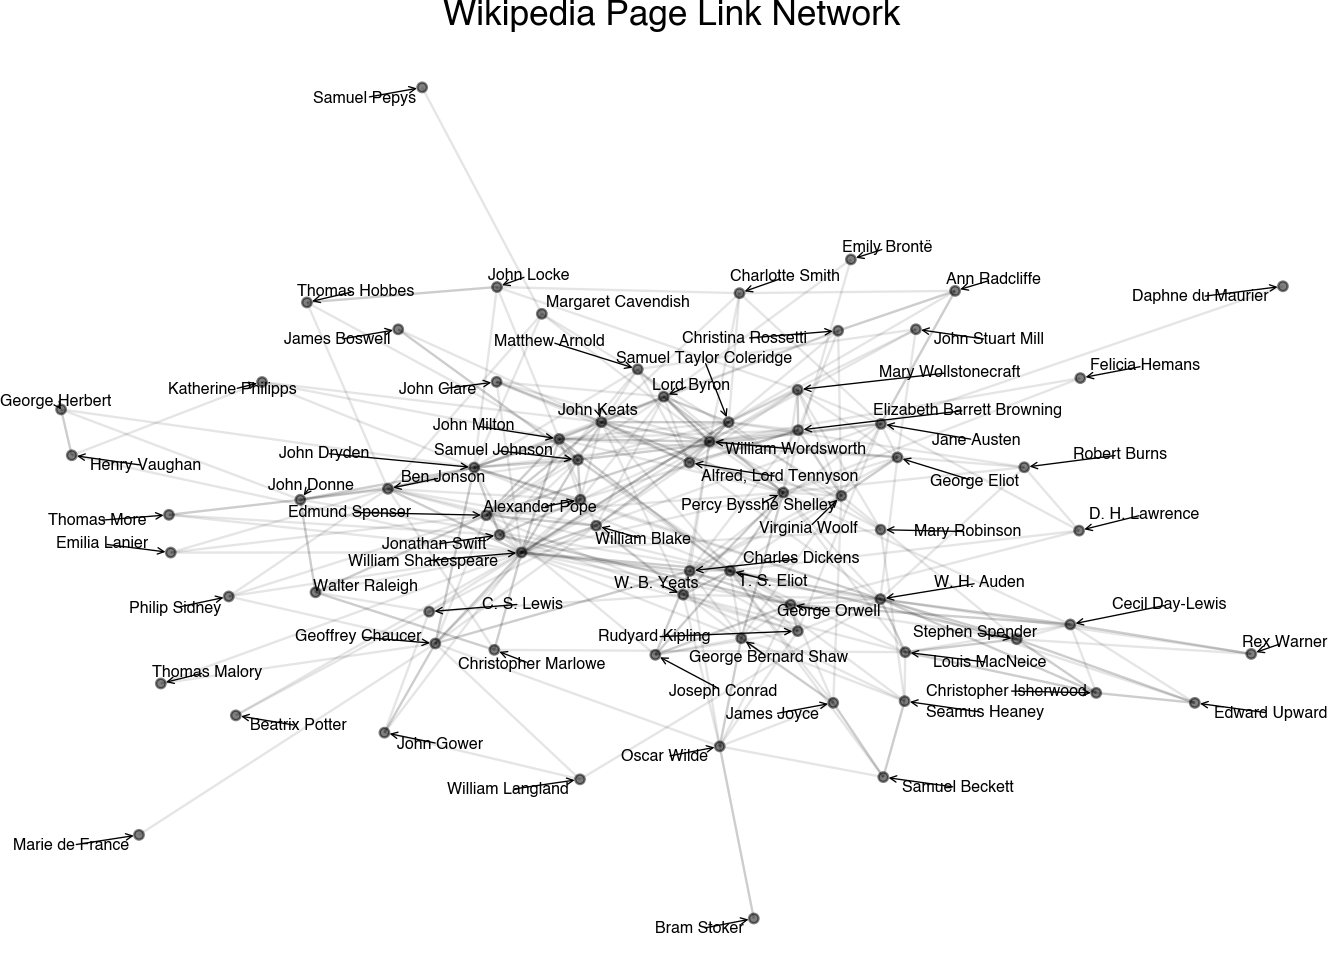 Wikipedia Page Link Network
Samuel Pepys
Emily Brontë
John Locke
Charlotte Smith
Ann Radcliffe
Thomas Hobbes
Margaret Cavendish
Daphne du Maurier
James Boswell
Matthew Arnold
Christina Rossetti
John Stuart Mill
Samuel Taylor Coleridge
Felicia Hemans
Mary Wollstonecraft
Katherine Philipps
John Clare
Lord Byron
George Herbert
John Keats
Elizabeth Barrett Browning
John Milton
Jane Austen
John Dryden
Samuel Johnson
William Wordsworth
Robert Burns
Henry Vaughan
Ben Jonson
Alfred, Lord Tennyson
George Eliot
John Donne
Edmund Spenser
Alexander Pope
Percy Bysshe Shelley
D. H. Lawrence
Thomas More
Virginia Woolf
Mary Robinson
Emilia Lanier
Jonathan Swift
William Blake
William Shakespeare
Charles Dickens
Walter Raleigh
W. B. Yeats
T. S. Eliot
W. H. Auden
Philip Sidney
C. S. Lewis
George Orwell
Cecil Day-Lewis
Geoffrey Chaucer
Rudyard Kipling
Stephen Spender
Rex Warner
Christopher Marlowe
George Bernard Shaw
Louis MacNeice
Thomas Malory
Joseph Conrad
Christopher Isherwood
Beatrix Potter
James Joyce
Seamus Heaney
Edward Upward
John Gower
Oscar Wilde
William Langland
Samuel Beckett
Marie de France
Bram Stoker